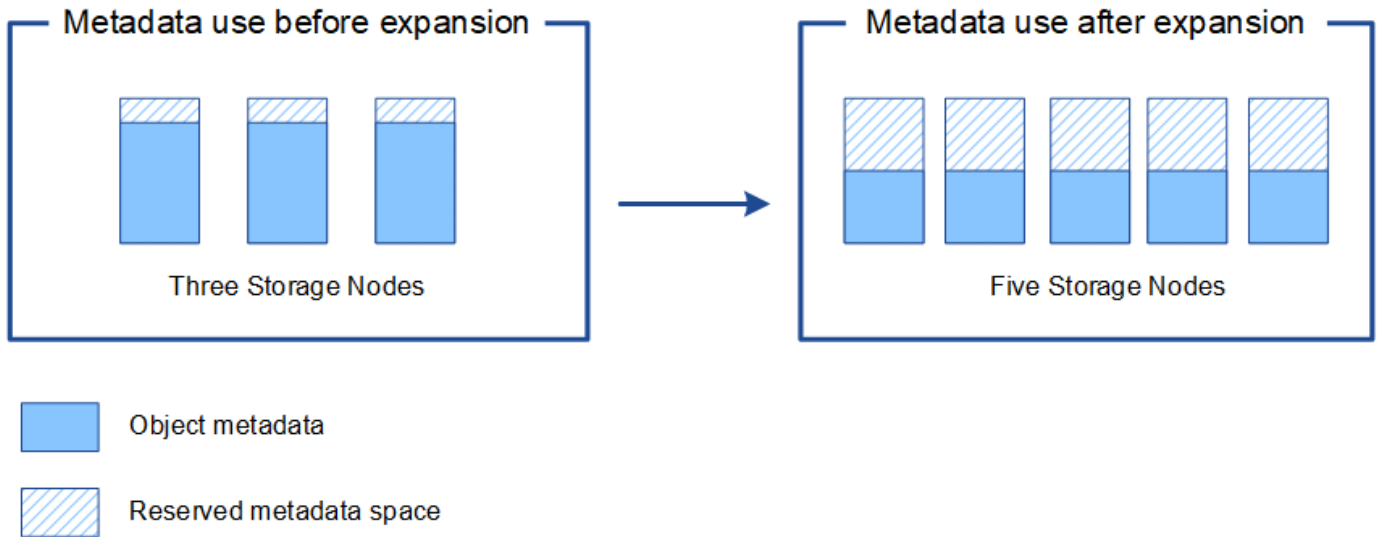 Metadata use before expansion
Metadata use after expansion
Three Storage Nodes
Five Storage Nodes
Object metadata
Reserved metadata space